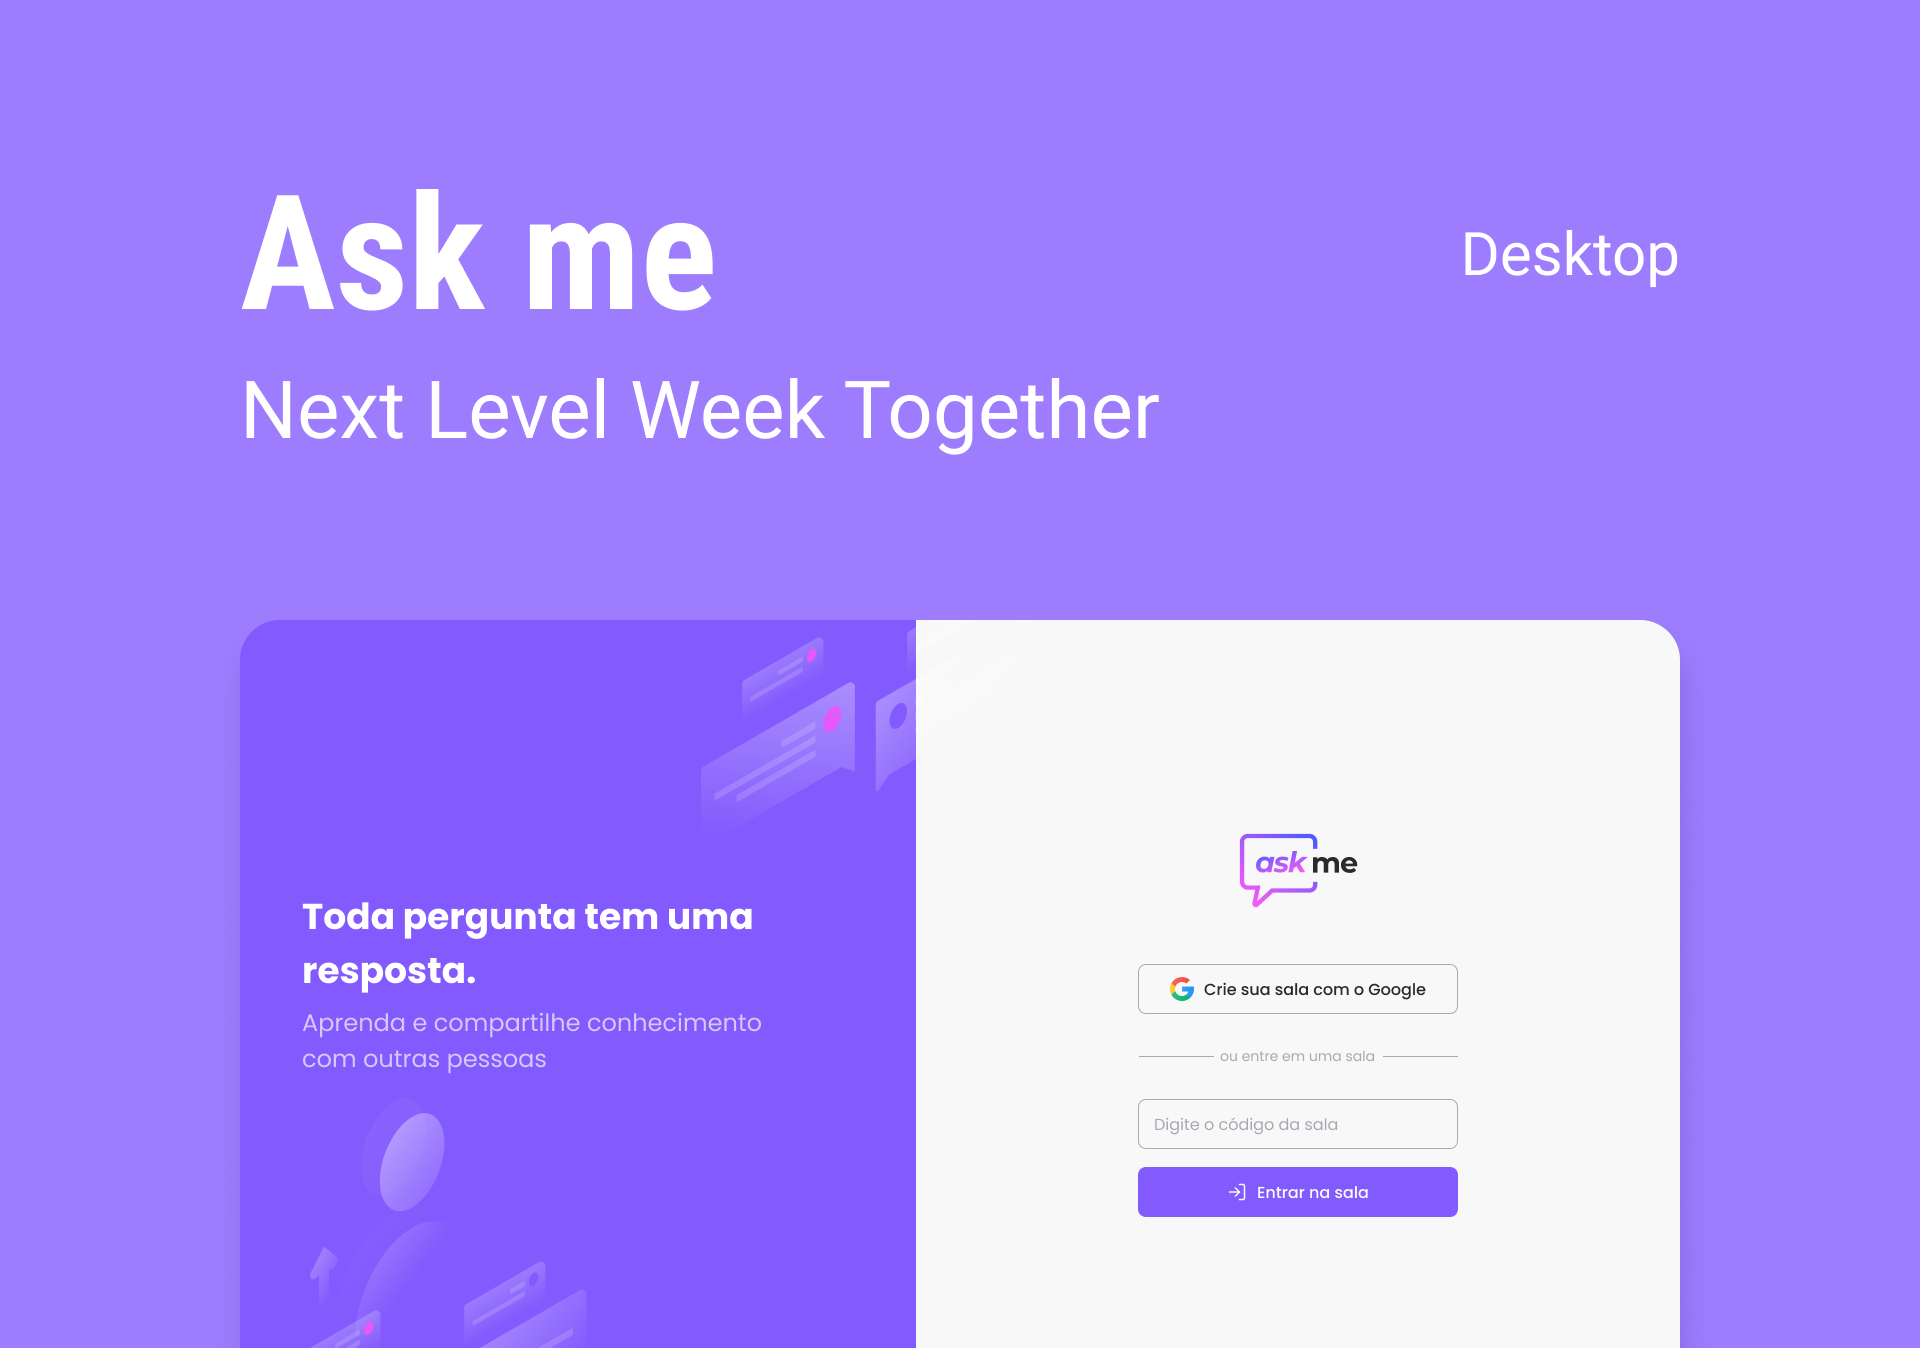 Ask me
Desktop
Next Level Week Together
Toda pergunta tem uma
resposta.
Aprenda e compartilhe conhecimento
com outras pessoas
ask me
Crie sua sala com o Google
ou entre em uma sala
Digite o código da sala
Entrar na sala